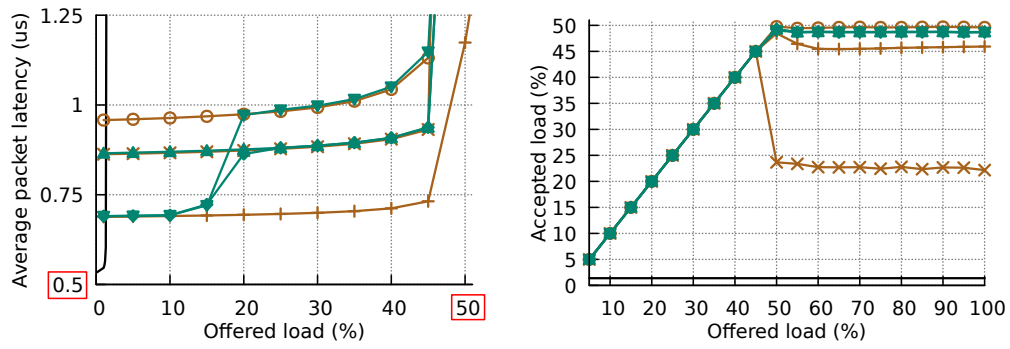 Average packet latency (us)
1.25
1
0.75
0.5
0 10 20 30 40 50
Offered load (%)
Accepted load (%)
50
45
40
35
30
25
20
15
10
5
0
10 20 30 40 50 60 70 80 90 100
Offered load (%)